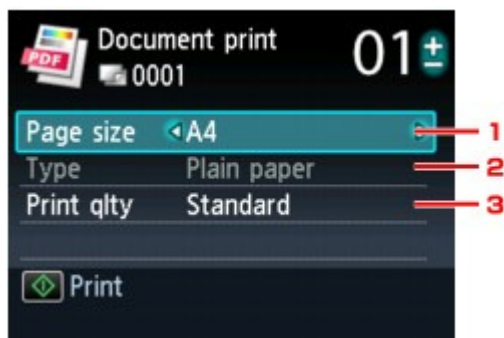 PDF Document print 01 ±
0001
Page size A4 1
Type Plain paper 2
Print qlty Standard 3
Print